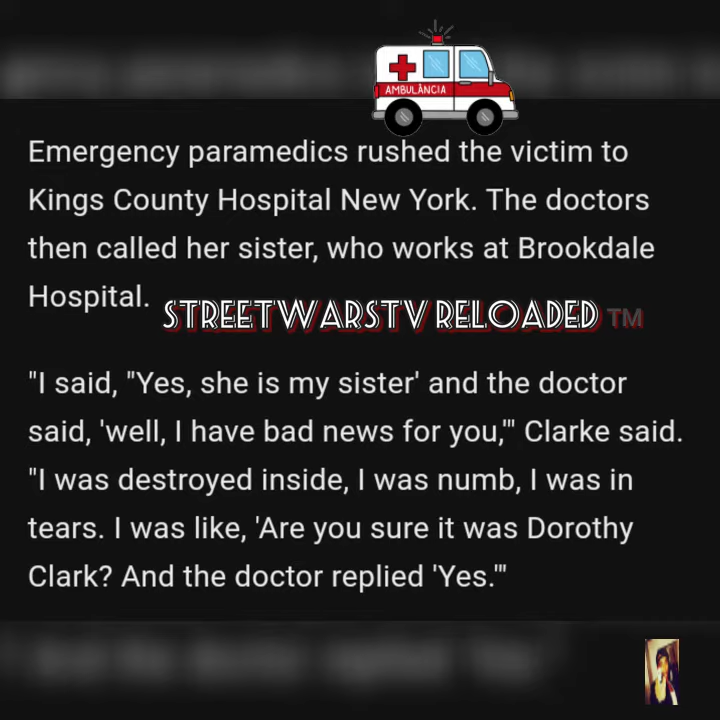 AMBULÀNCIA
Emergency paramedics rushed the victim to
Kings County Hospital New York. The doctors
then called her sister, who works at Brookdale
Hospital.
STREETWARSTV RELOADED TM
"I said, "Yes, she is my sister' and the doctor
said, 'well, I have bad news for you,'" Clarke said.
"I was destroyed inside, I was numb, I was in
tears. I was like, 'Are you sure it was Dorothy
Clark? And the doctor replied 'Yes.'"